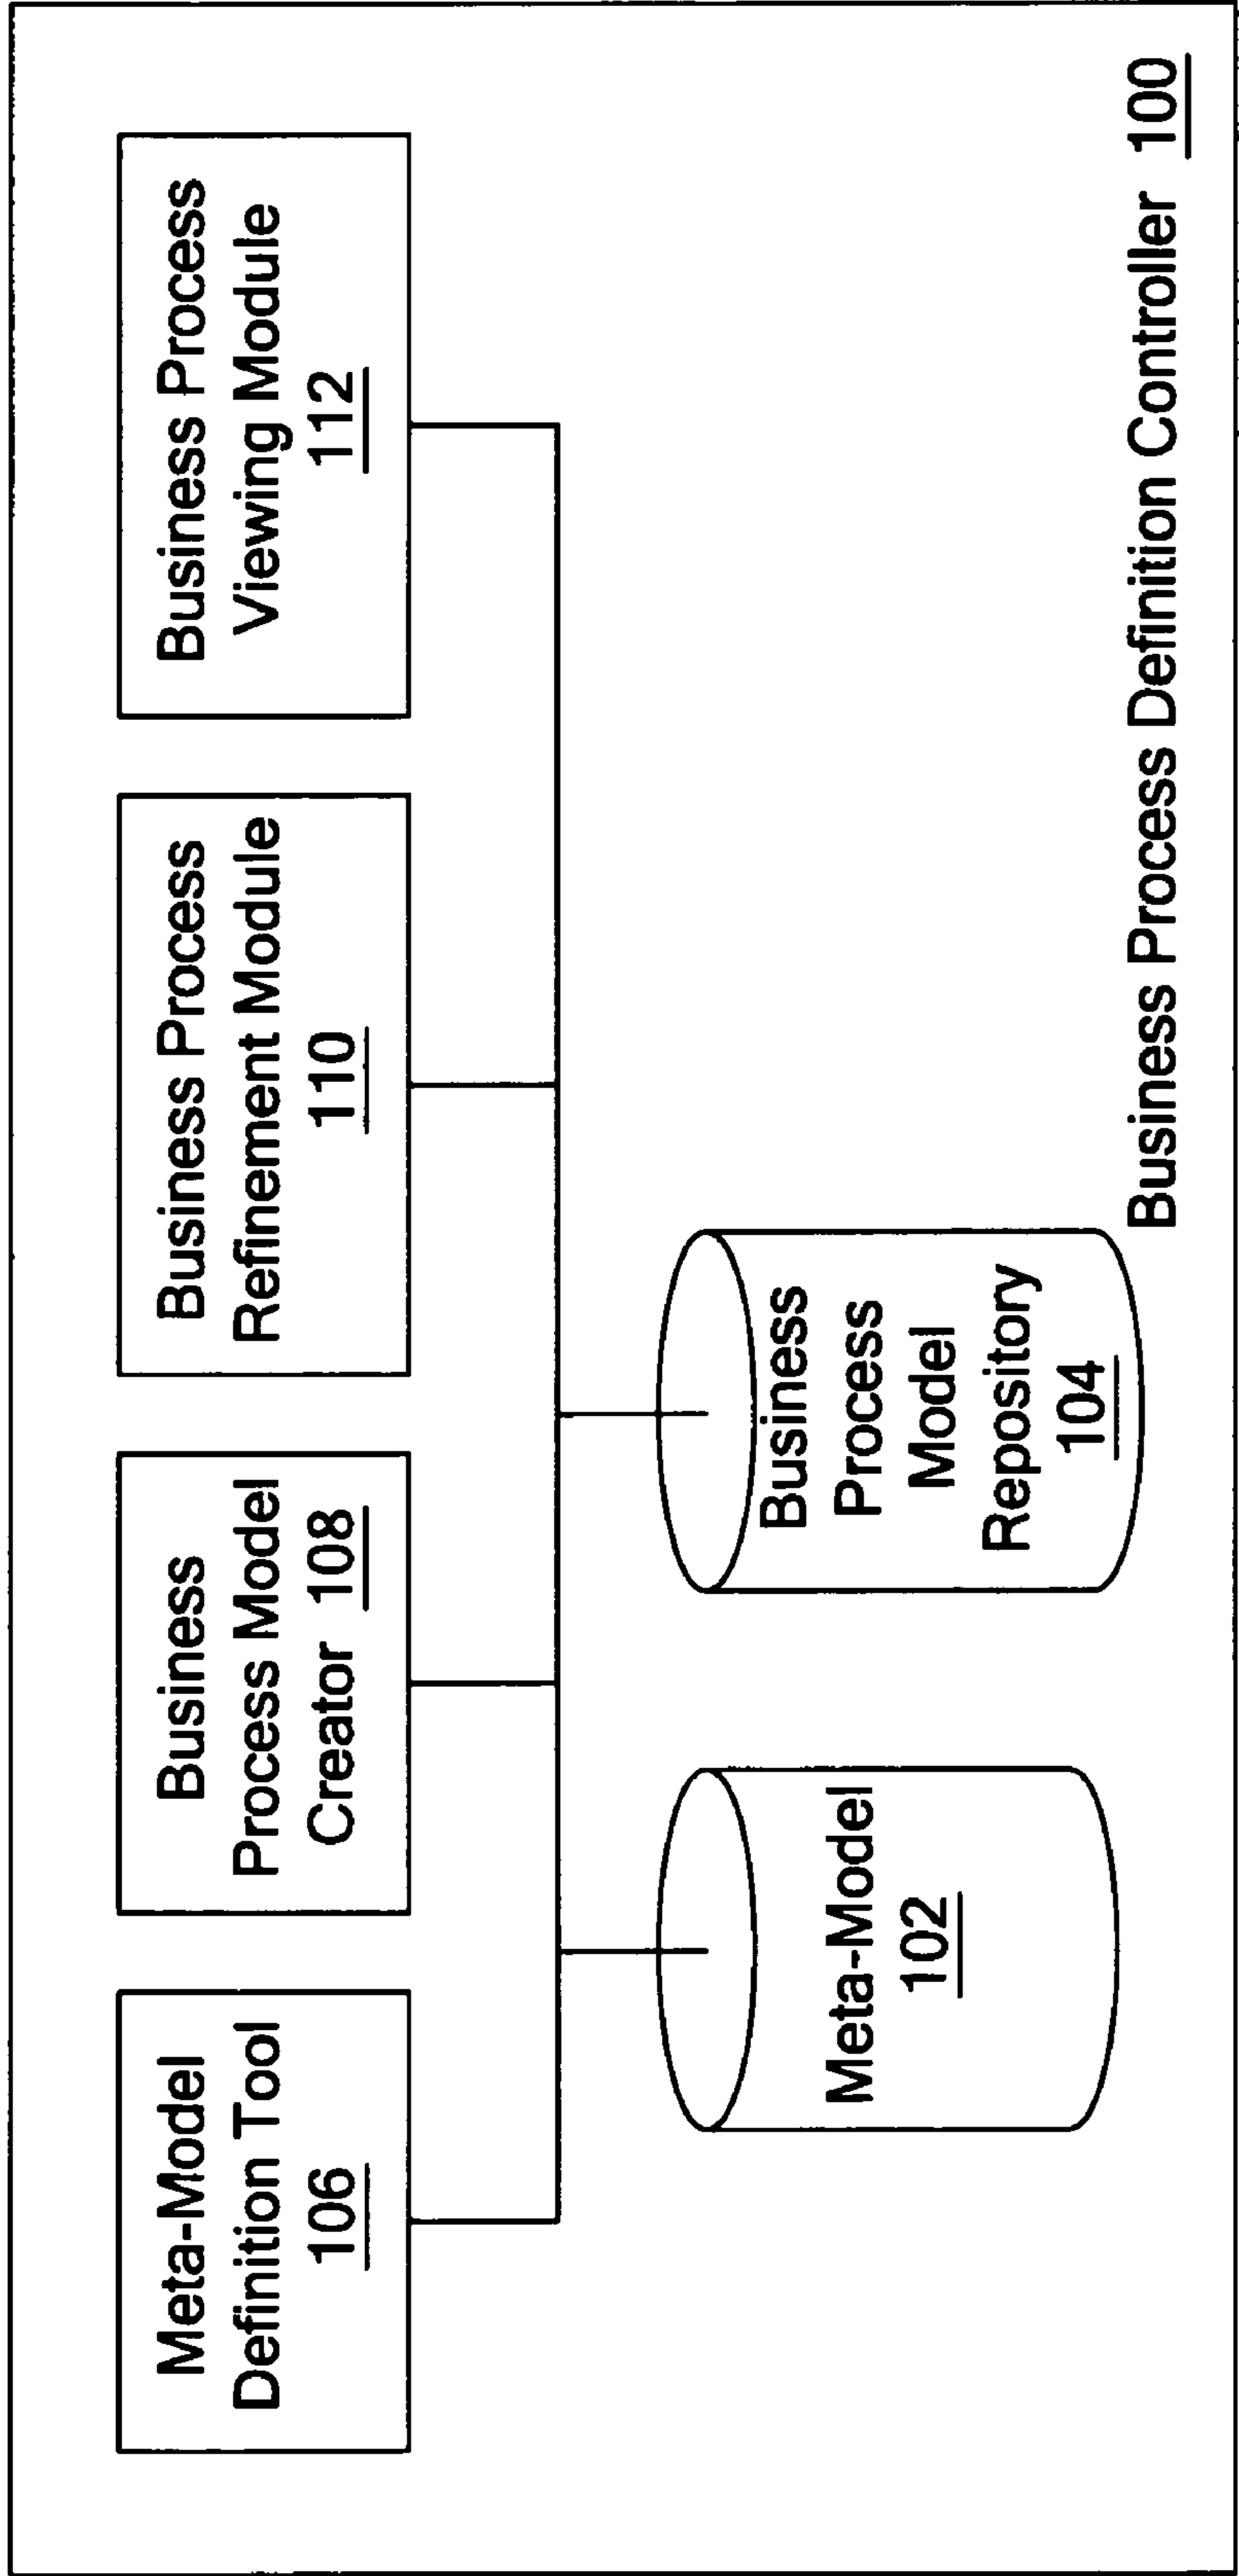 Meta-Model
Definition Tool
106
Business
Process Model
Creator 108
Business Process
Refinement Module
110
Business Process
Viewing Module
112
Meta-Model
102
Business
Process
Model
Repository
104
Business Process Definition Controller 100